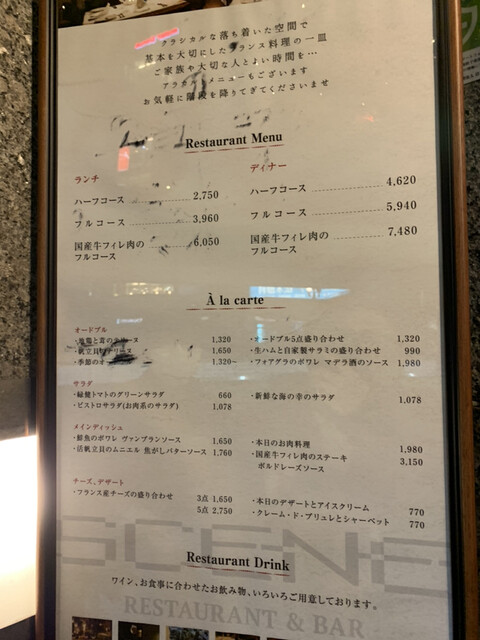 クラシカルな落ち着いた空間で
基本を大切にしたフランス料理の一皿
ご家族や大切な人とよい時間を…
アラカルトメニューもございます
お気軽に階段を降りてきてくださいませ
Restaurant Menu
ランチ
ハーフコース 2,750
フルコース 3,960
国産牛フィレ肉の 6,050
フルコース
ディナー
ハーフコース 4,620
フルコース 5,940
国産牛フィレ肉の 7,480
フルコース
À la carte
オードブル
1,320
・帆立貝 1,650
・季節のオー 1,320~
・オードブル5点盛り合わせ 1,320
・生ハムと自家製サラミの盛り合わせ 990
・フォアグラのポワレ マデラ酒のソース 1,980
サラダ
・緑健トマトのグリーンサラダ 660
・ビストロサラダ(お肉系のサラダ) 1,078
・新鮮な海の幸のサラダ 1,078
メインディッシュ
・鮮魚のポワレ ヴァンブランソース 1,650
・活帆立貝のムニエル 焦がしバターソース 1,760
・本日のお肉料理 1,980
・国産牛フィレ肉のステーキ 3,150
ボルドレーズソース
チーズ、デザート
・フランス産チーズの盛り合わせ 3点 1,650
5点 2,750
・本日のデザートとアイスクリーム 770
・クレーム・ド・ブリュレとシャーベット 770
SCENE
Restaurant Drink
ワイン、お食事に合わせたお飲み物、いろいろご用意しております。
RESTAURANT & BAR